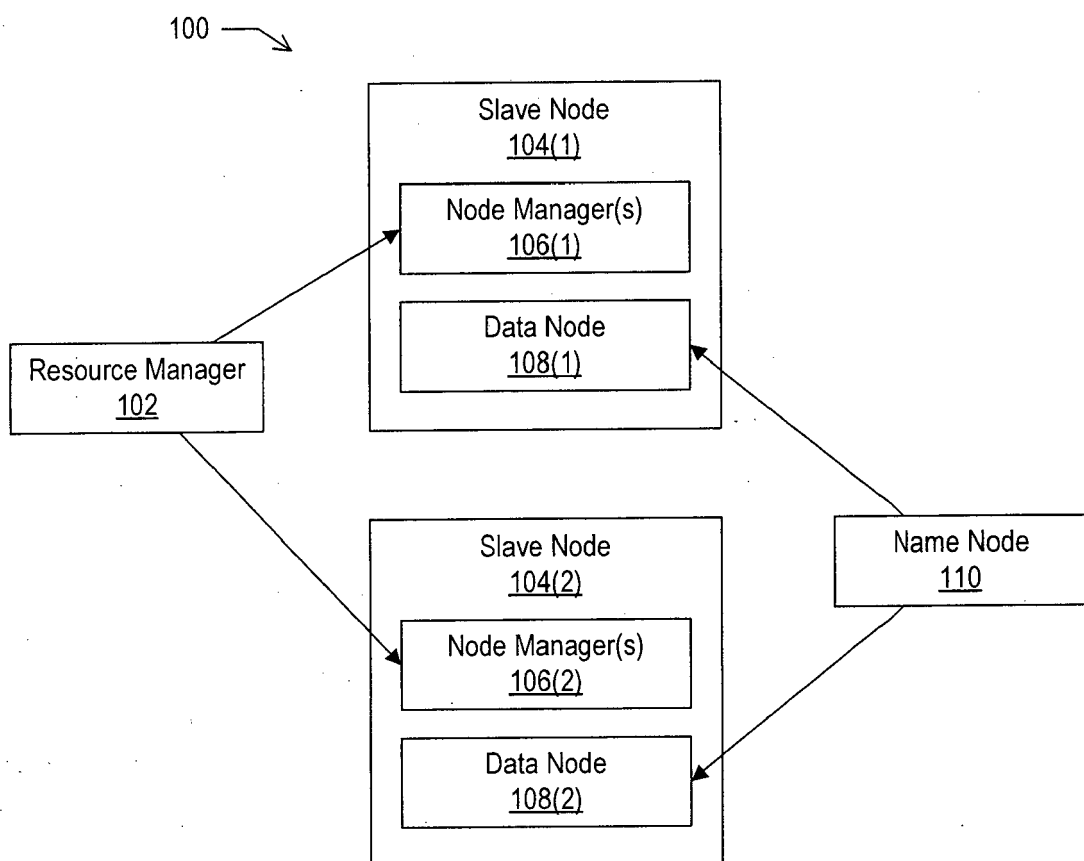 100
Slave Node
104(1)
Node Manager(s)
106(1)
Data Node
108(1)
Resource Manager
102
Slave Node
104(2)
Name Node
110
Node Manager(s)
106(2)
Data Node
108(2)